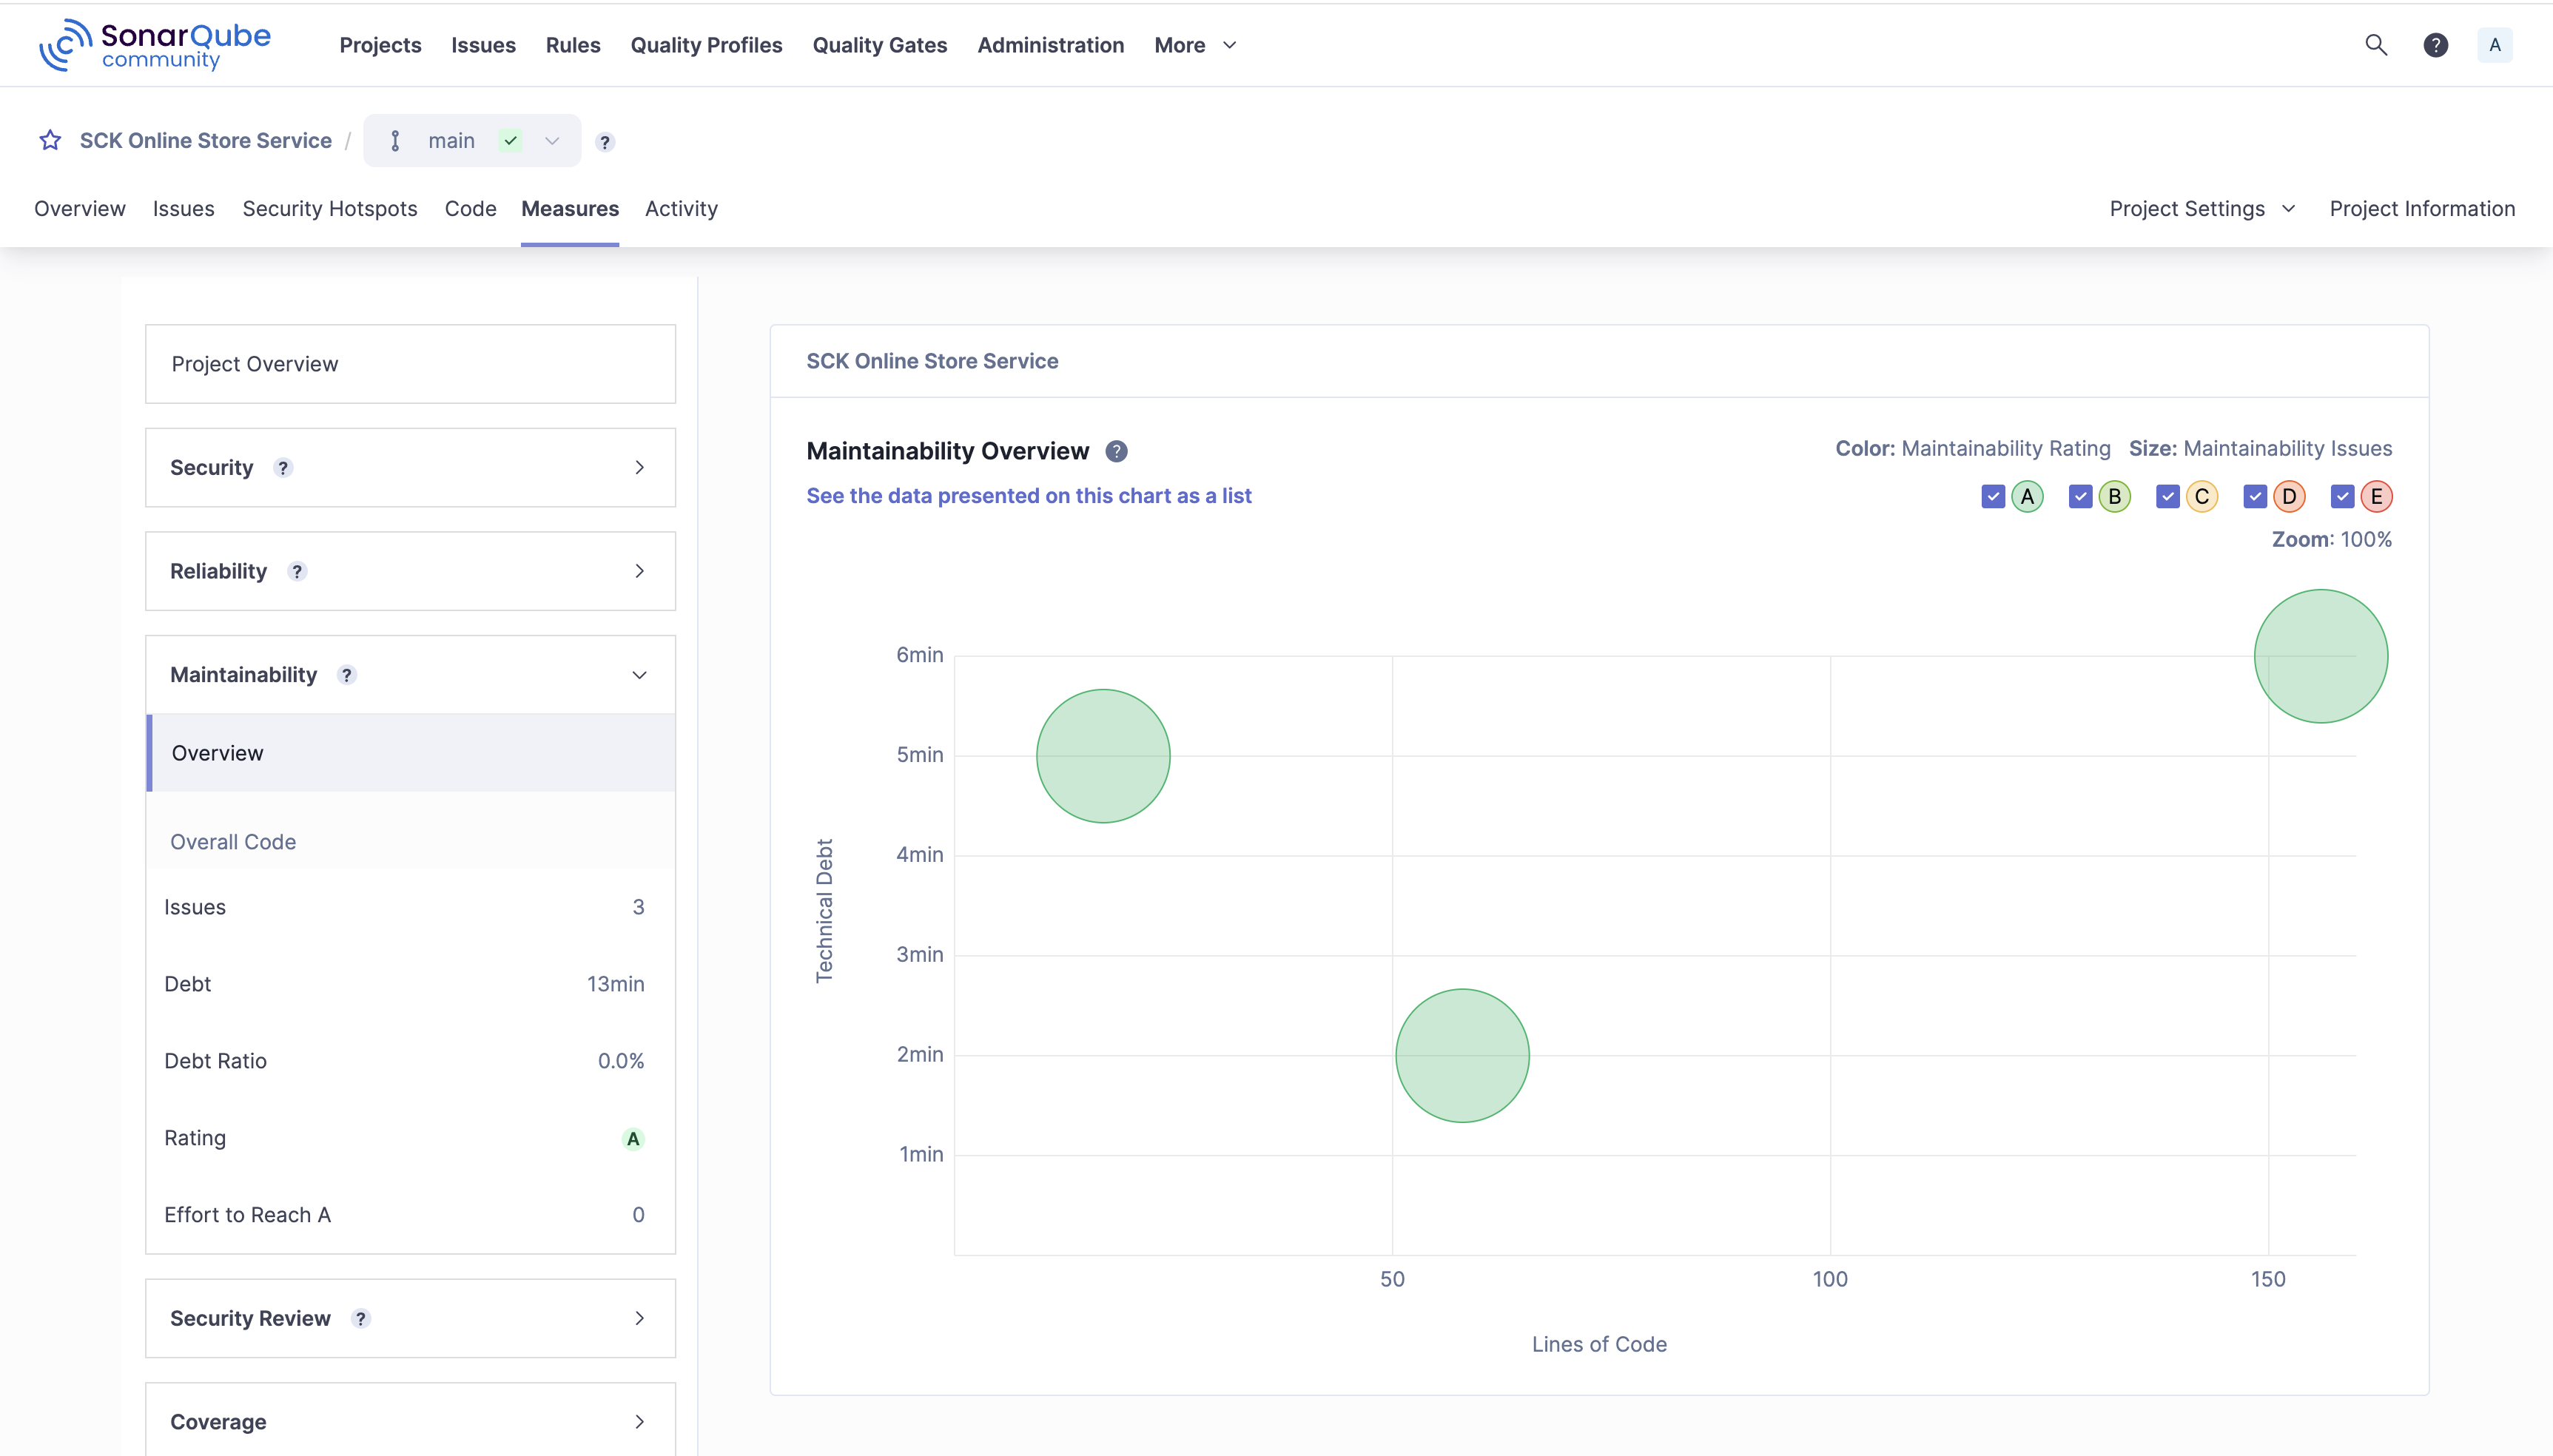 SonarQube
community
Projects Issues Rules Quality Profiles Quality Gates Administration More ? A
SCK Online Store Service / main ?
Overview Issues Security Hotspots Code Measures Activity Project Settings Project Information
Project Overview
Security ?
Reliability ?
Maintainability ?
Overview
Overall Code
Issues 3
Debt 13min
Debt Ratio 0.0%
Rating A
Effort to Reach A 0
Security Review ?
Coverage
SCK Online Store Service
Maintainability Overview ?
Color: Maintainability Rating Size: Maintainability Issues
See the data presented on this chart as a list
A B C D E
Zoom: 100%
6min
5min
4min
3min
2min
1min
Technical Debt
50 100 150
Lines of Code